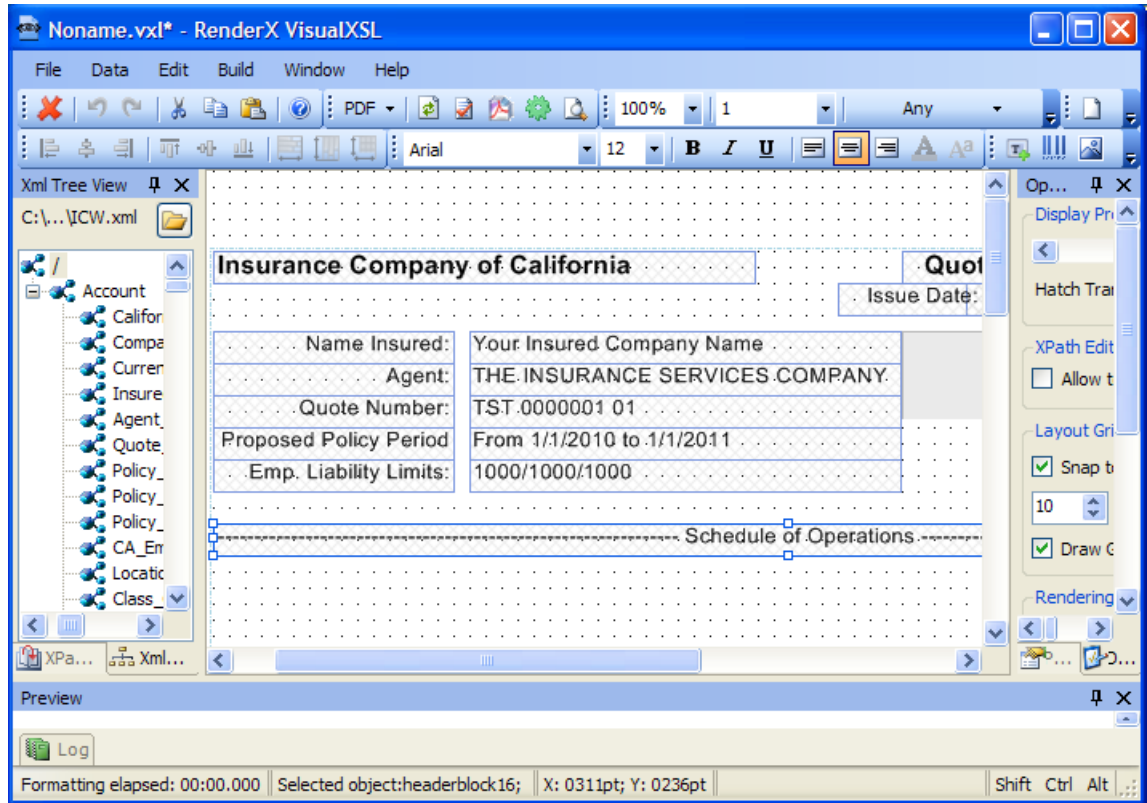 Noname.vxl* - RenderX VisualXSL
File Data Edit Build Window Help
PDF 100% 1 Any
Arial 12 B I U A Aa
Xml Tree View Op...
C:\...\ICW.xml Display Pr
/ Insurance Company of California Quot
Account Issue Date: Hatch Tra
Califor
Compa Name Insured: Your Insured Company Name XPath Edit
Curren Agent: THE INSURANCE SERVICES COMPANY Allow t
Insure
Agent_ Quote Number: TST 0000001 01 Layout Gri
Quote_ Proposed Policy Period From 1/1/2010 to 1/1/2011
Policy_ Emp. Liability Limits: 1000/1000/1000 Snap t
Policy_ 10
Policy_ Schedule of Operations
CA_Em Draw G
Locatio
Class_ Rendering
XPa... Xml... ... O...
Preview
Log
Formatting elapsed: 00:00.000 Selected object:headerblock16; X: 0311pt; Y: 0236pt Shift Ctrl Alt